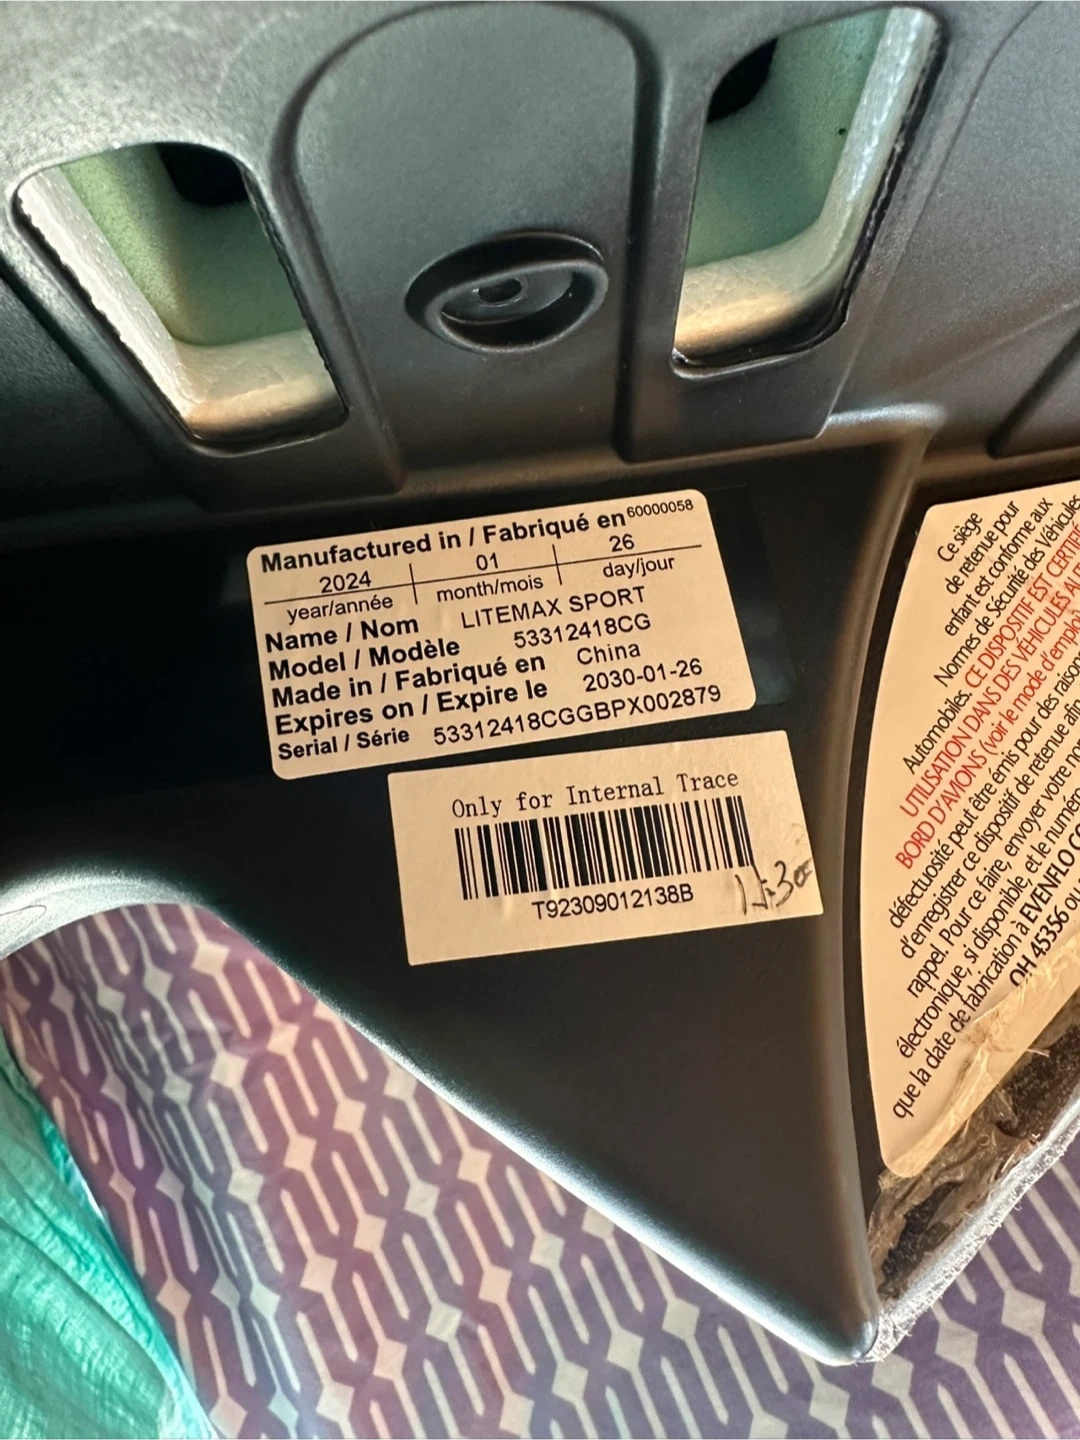 Manufactured in / Fabriqué en 60000058
2024 01 26
year/année month/mois day/jour
Name / Nom LITEMAX SPORT
Model / Modèle 53312418CG
Made in / Fabriqué en China
Expires on / Expire le 2030-01-26
Serial / Série 53312418CGGBPX002879
Only for Internal Trace
T92309012138B
Ce siège
de retenue pour
enfant est conforme aux
Normes de Sécurité des Véhicules
Automobiles. CE DISPOSITIF EST CERTIFIÉ
UTILISATION DANS DES VÉHICULES
BORD D'AVIONS (voir le mode d'emploi
défectuosité peut être émis pour des
d'enregistrer ce dispositif de retenue afin
rappel. Pour ce faire, envoyer votre
électronique, si disponible, et le
que la date de fabrication à EVENFLO
OH 45356 ou